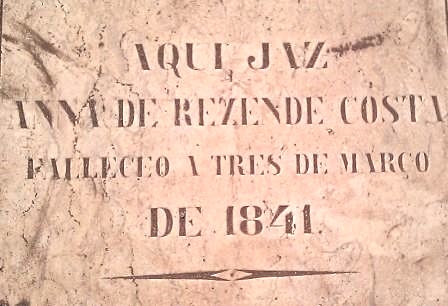 AQUI JAZ
ANNA DE REZENDE COSTA
FALLECEO A TRES DE MARÇO
DE 1841.